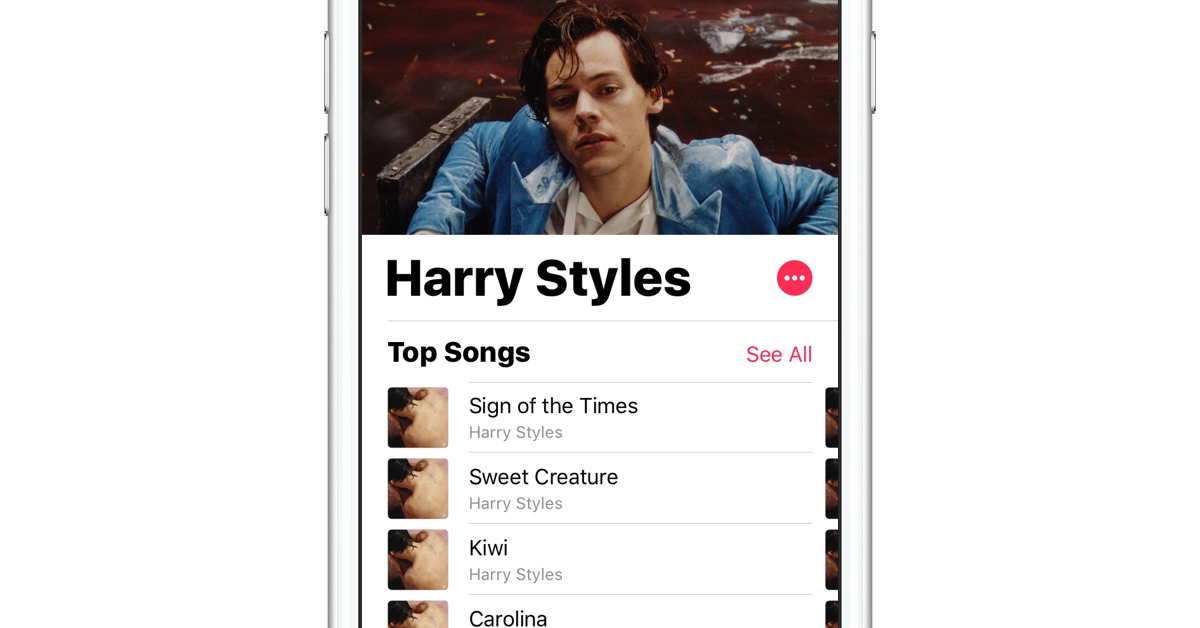 Harry Styles
Top Songs
See All
Sign of the Times
Harry Styles
Sweet Creature
Harry Styles
Kiwi
Harry Styles
Carolina